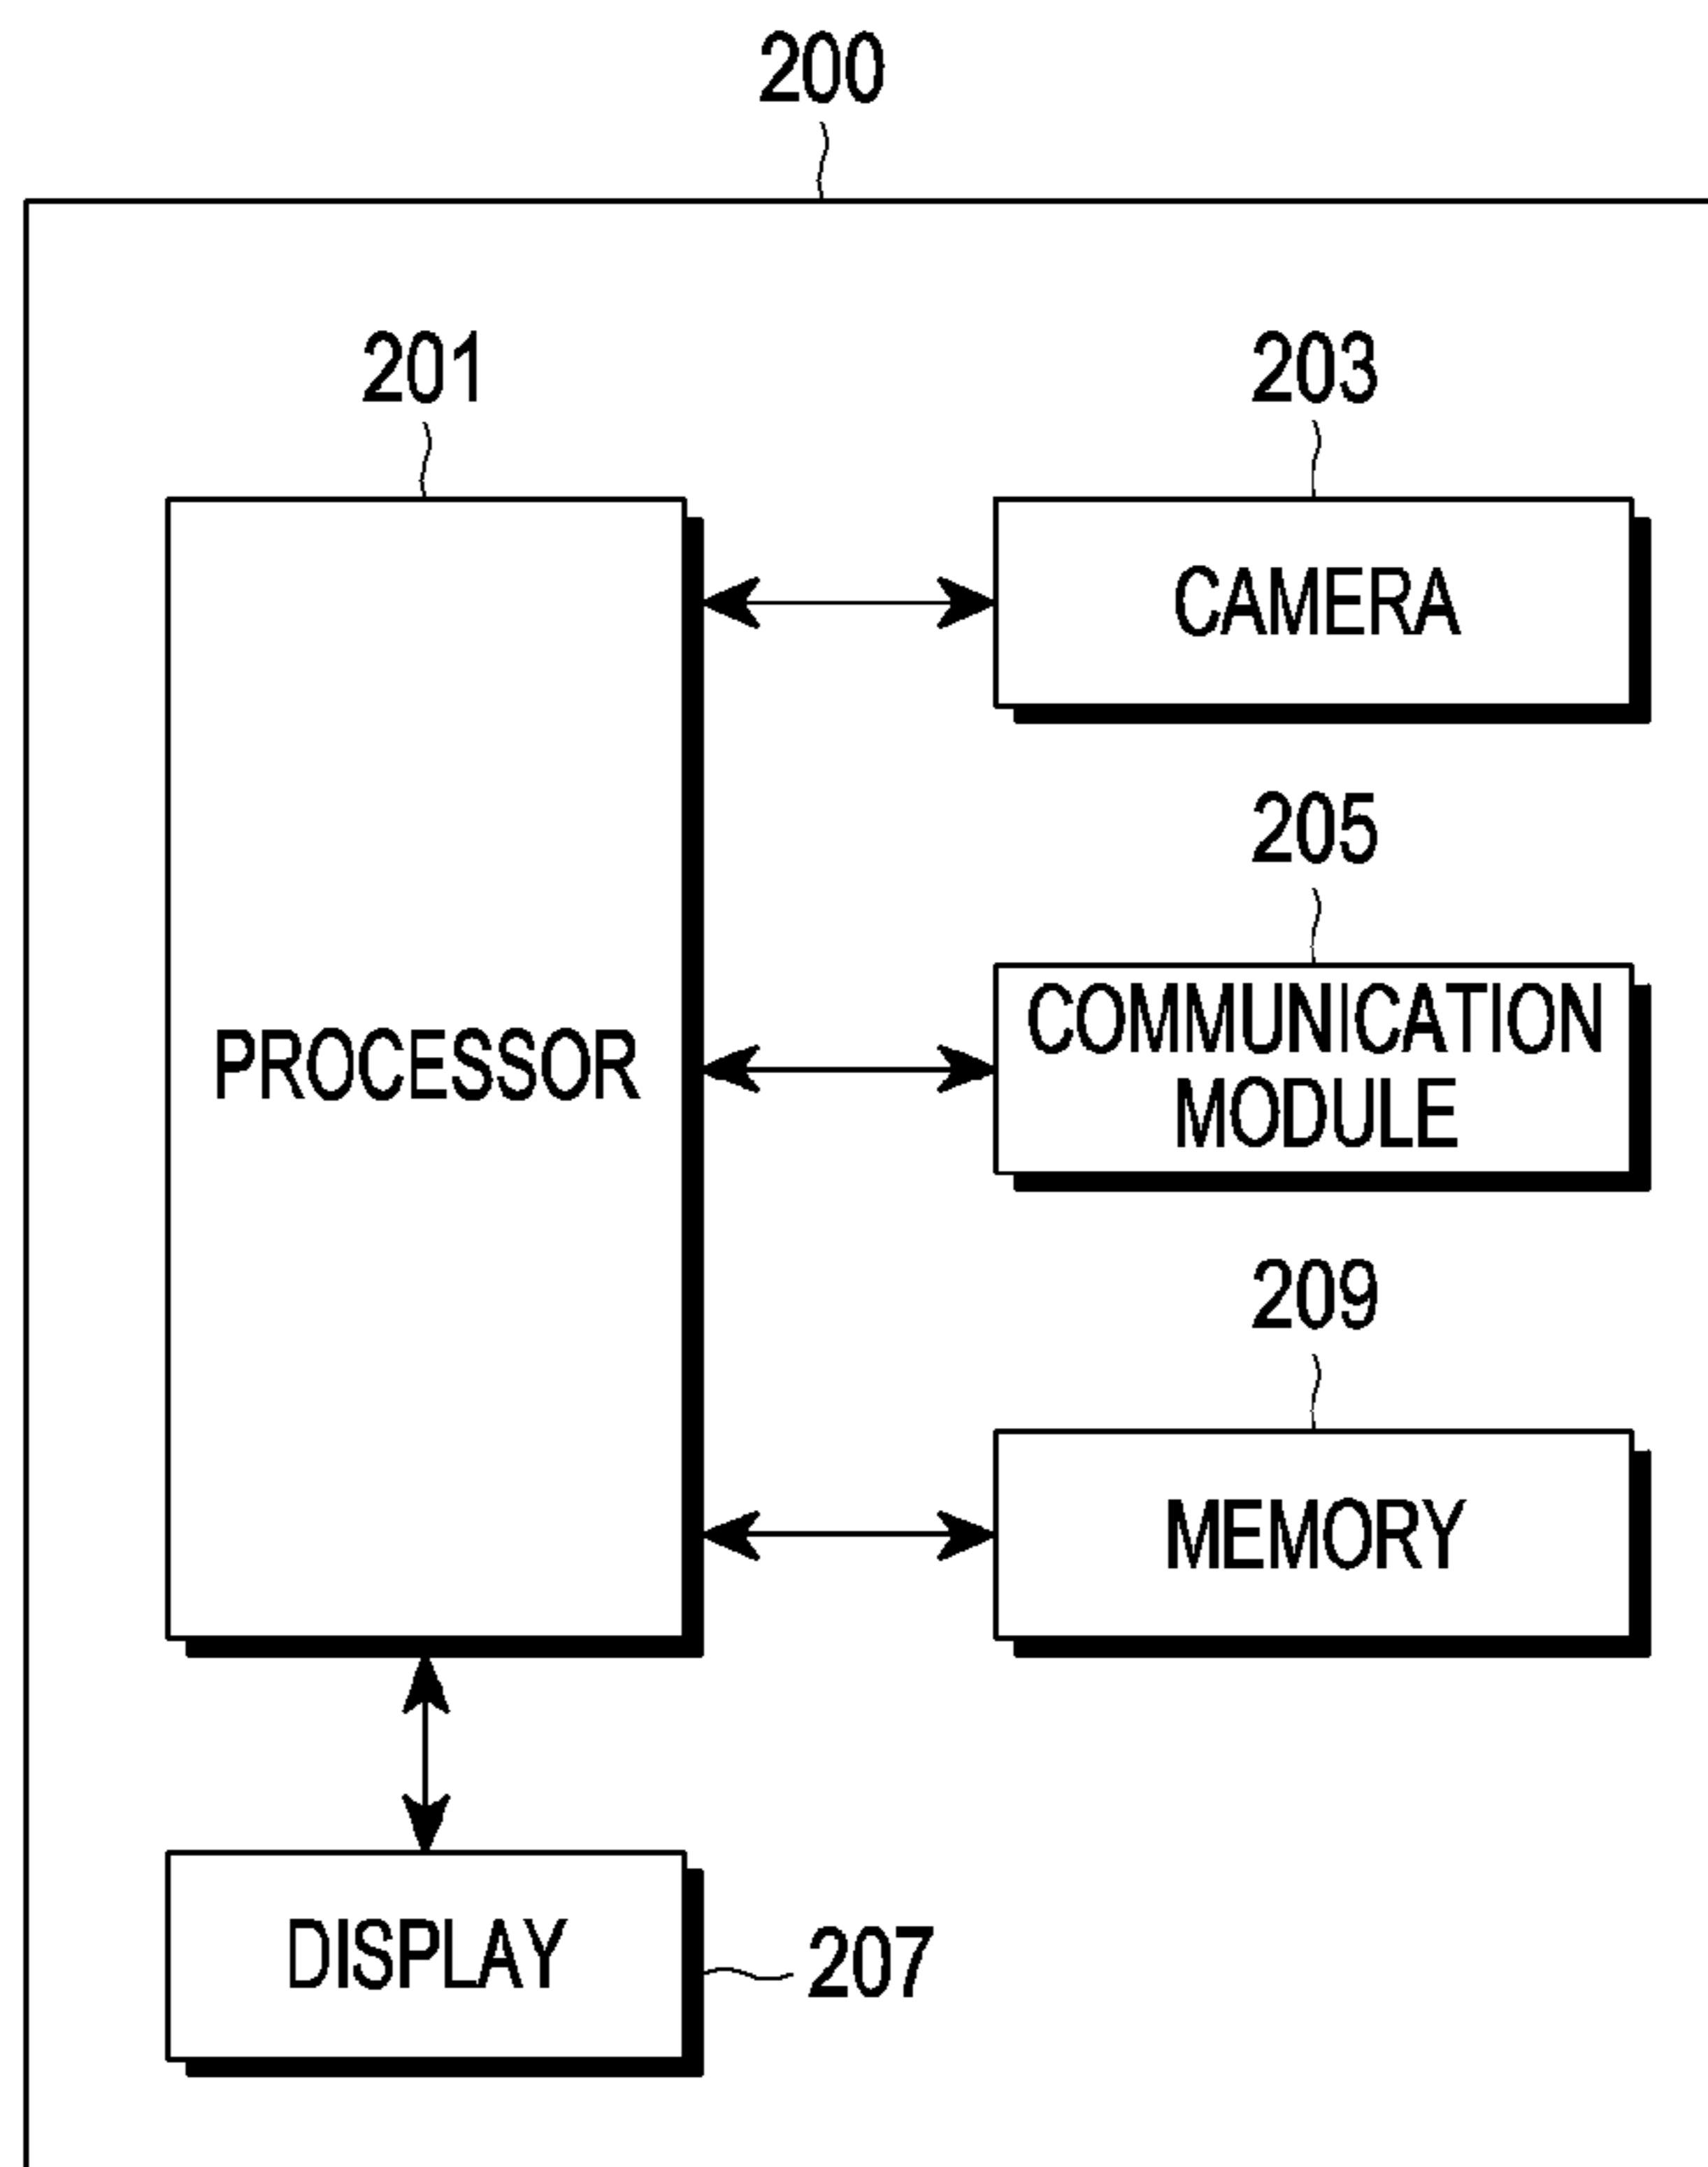 200
201
203
CAMERA
205
PROCESSOR
COMMUNICATION
MODULE
209
MEMORY
DISPLAY
207